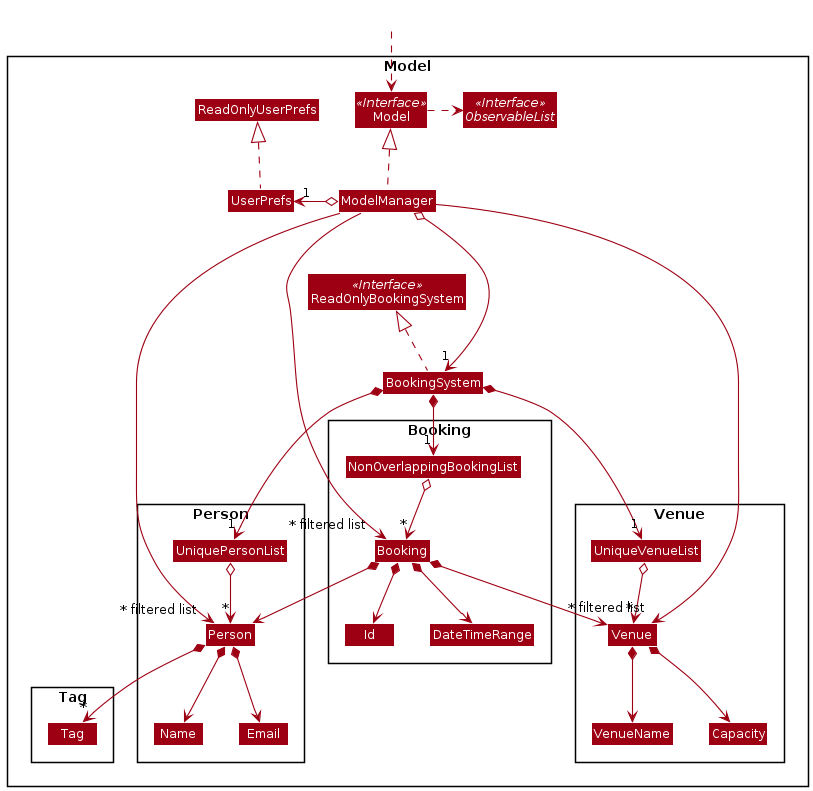 Model
ReadOnlyUserPrefs
«Interface»
Model
«Interface»
ObservableList
UserPrefs
1
ModelManager
«Interface»
ReadOnlyBookingSystem
1
BookingSystem
Booking
1
NonOverlappingBookingList
Person
Venue
1
* filtered list
*
1
UniquePersonList
Booking
UniqueVenueList
* filtered list
*
* filtered list
*
Person
Id
DateTimeRange
Venue
Tag
*
Tag
Name
Email
VenueName
Capacity